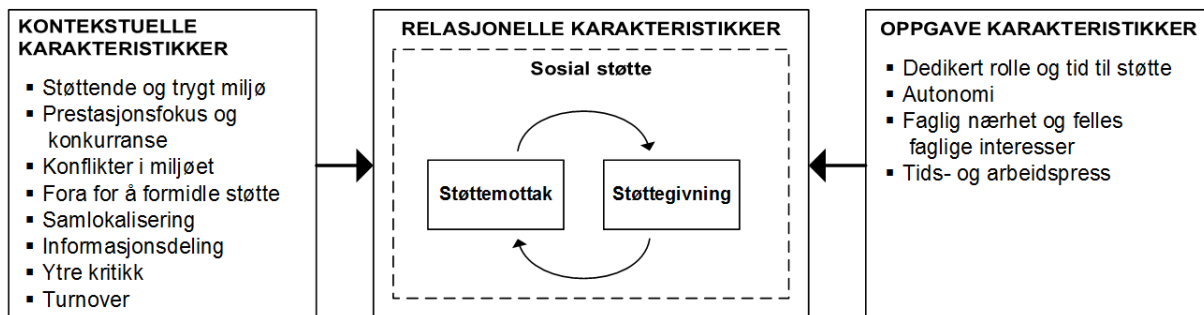 KONTEKSTUELLE
KARAKTERISTIKKER
▪ Støttende og trygt miljø
▪ Prestasjonsfokus og
konkurranse
▪ Konflikter i miljøet
▪ Fora for å formidle støtte
▪ Samlokalisering
▪ Informasjonsdeling
▪ Ytre kritikk
▪ Turnover
RELASJONELLE KARAKTERISTIKKER
Sosial støtte
Støttemottak
Støttegivning
OPPGAVE KARAKTERISTIKKER
▪ Dedikert rolle og tid til støtte
▪ Autonomi
▪ Faglig nærhet og felles
faglige interesser
▪ Tids- og arbeidspress